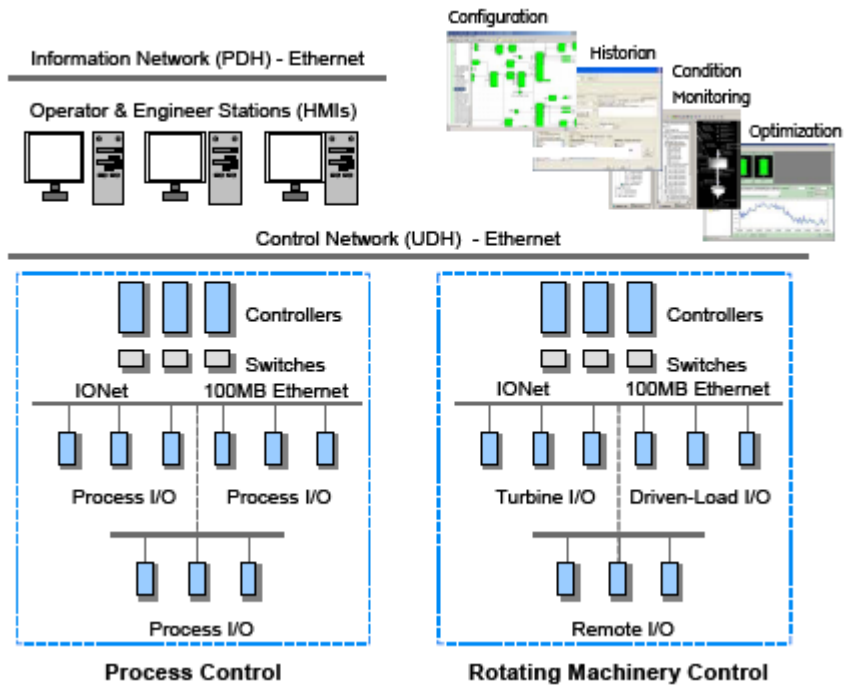 Configuration
Information Network (PDH) - Ethernet
Historian
Condition
Monitoring
Operator & Engineer Stations (HMIs)
Optimization
Control Network (UDH) - Ethernet
Controllers
Switches
IONet 100MB Ethernet
Process I/O Process I/O
Process I/O
Process Control
Controllers
Switches
IONet 100MB Ethernet
Turbine I/O Driven-Load I/O
Remote I/O
Rotating Machinery Control